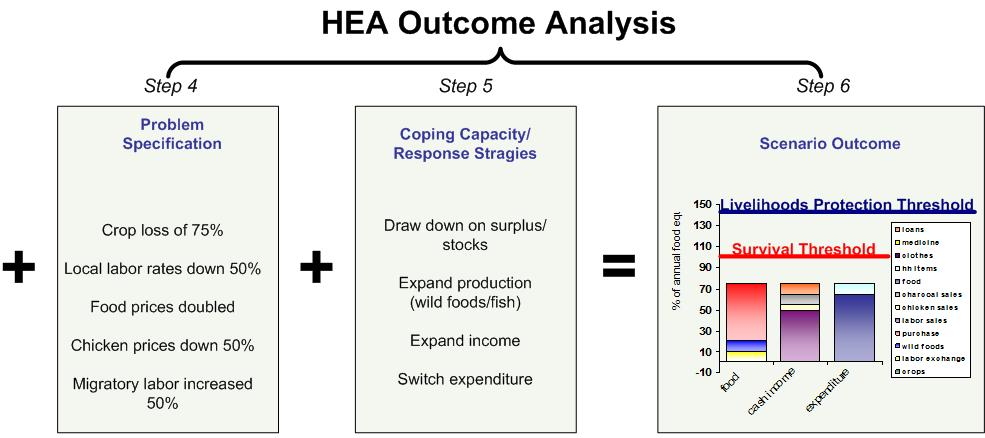 HEA Outcome Analysis
Step 4
Step 5
Step 6
+
Problem
Specification
Crop loss of 75%
Local labor rates down 50%
Food prices doubled
Chicken prices down 50%
Migratory labor increased
50%
+
Coping Capacity/
Response Stragies
Draw down on surplus/
stocks
Expand production
(wild foods/fish)
Expand income
Switch expenditure
=
Scenario Outcome
% of annual food eq.
150
130
110
90
70
50
30
10
-10
Livelihoods Protection Threshold
Survival Threshold
food
cash income
expenditure
loans
medicine
clothes
hh items
food
charcoal sales
chicken sales
labor sales
purchase
wild foods
labor exchange
crops